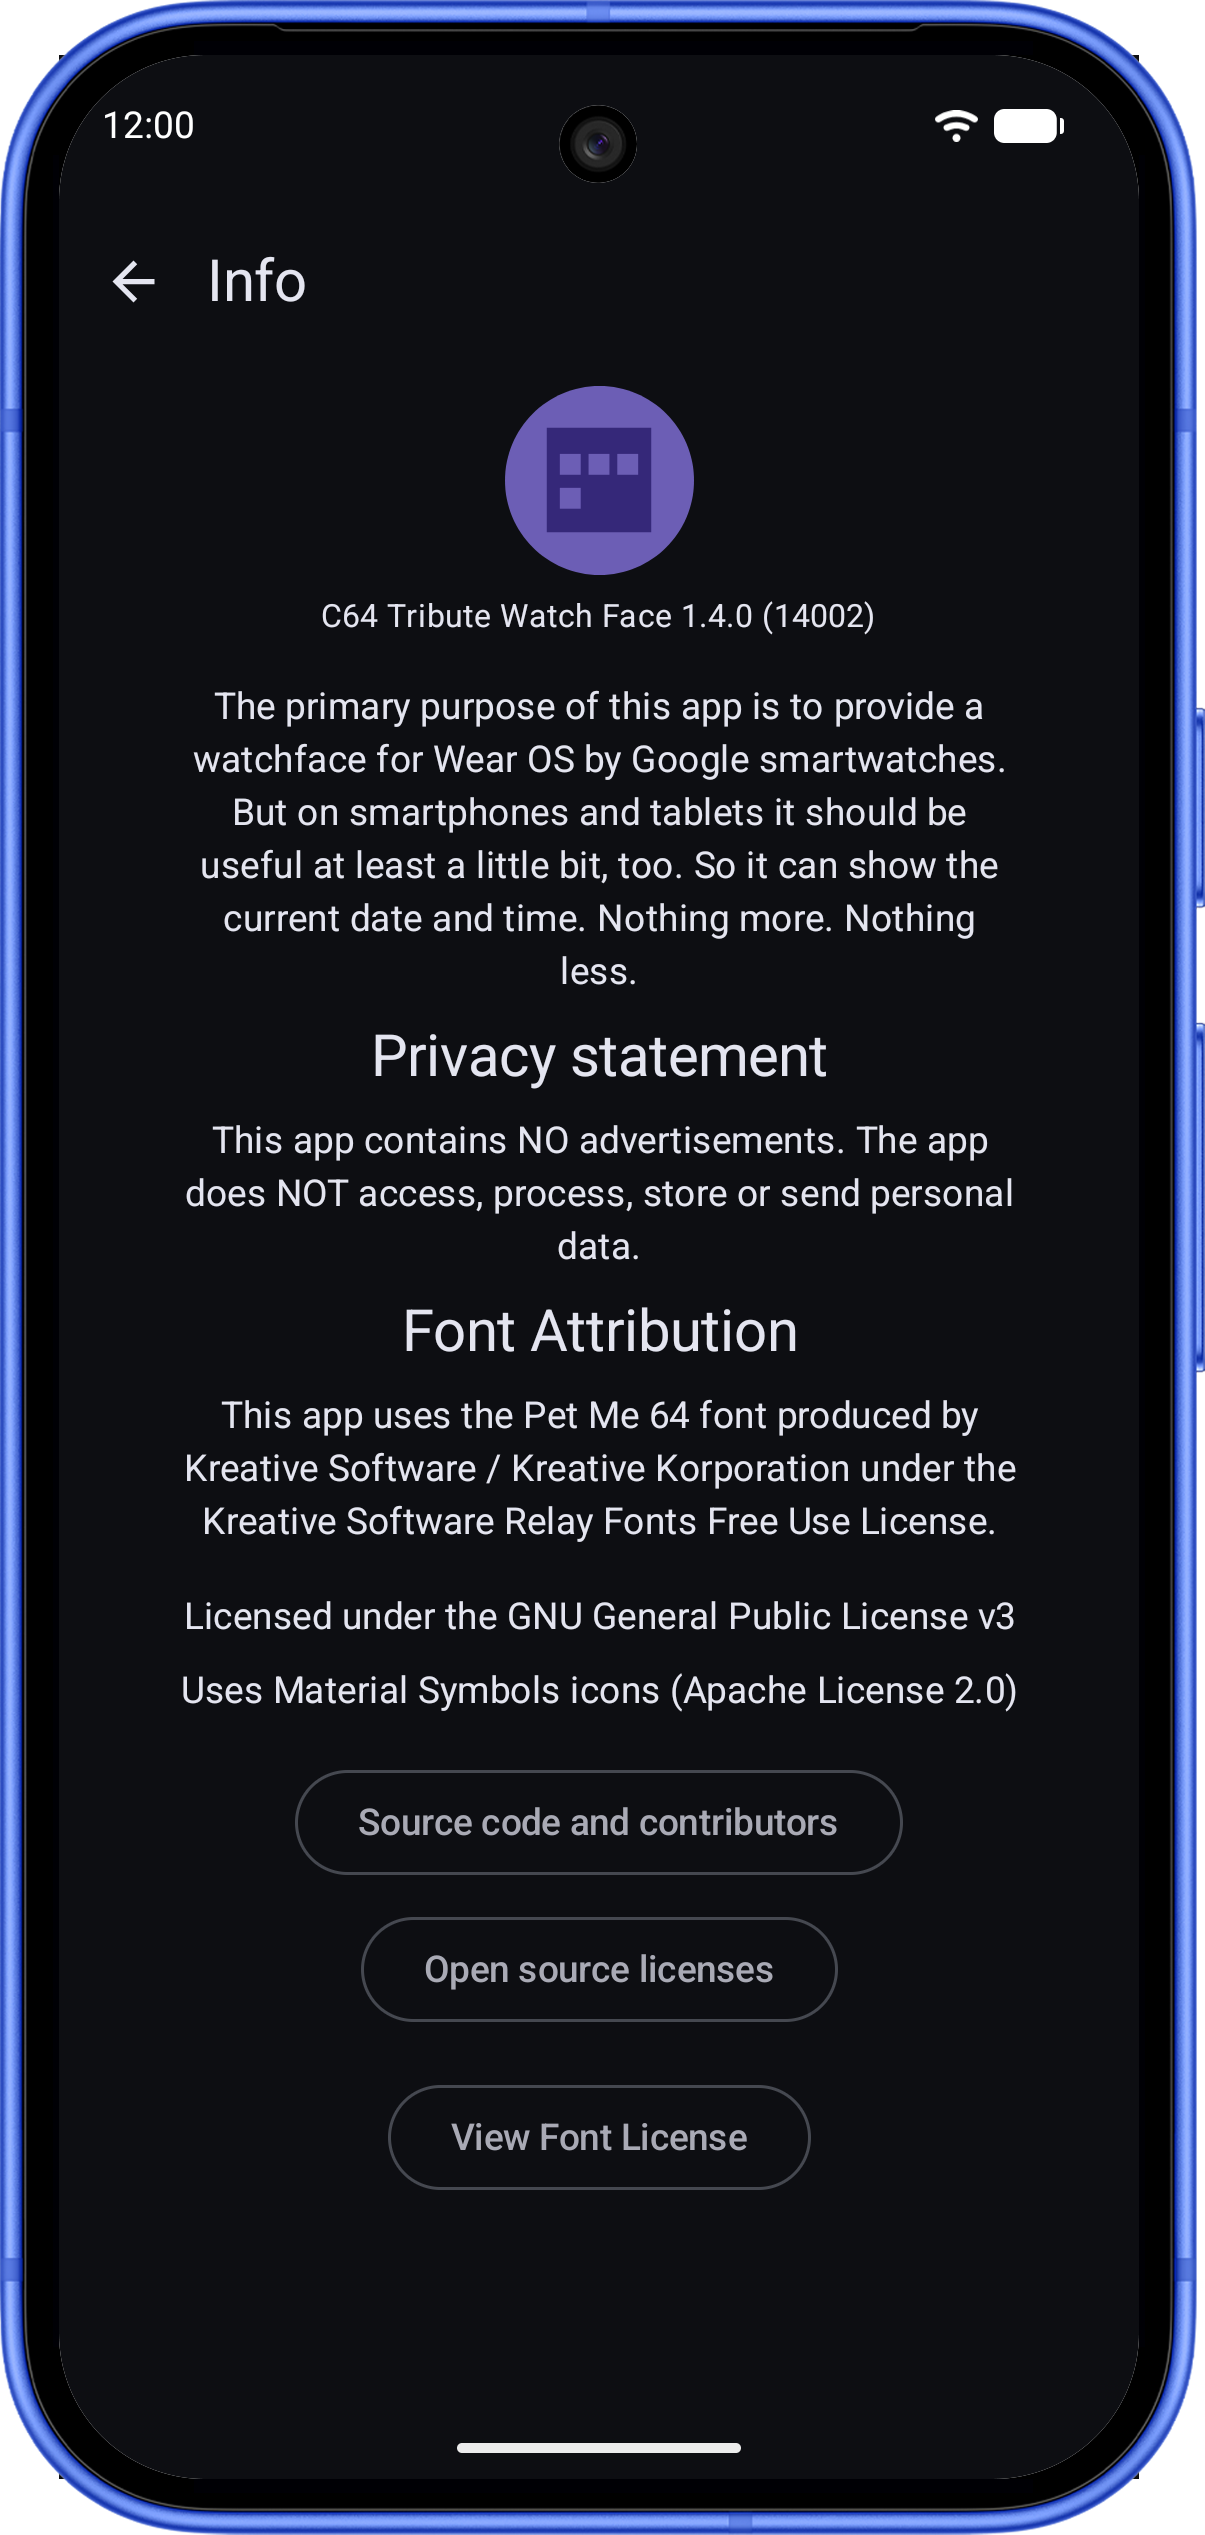 12:00
Info
C64 Tribute Watch Face 1.4.0 (14002)
The primary purpose of this app is to provide a
watchface for Wear OS by Google smartwatches.
But on smartphones and tablets it should be
useful at least a little bit, too. So it can show the
current date and time. Nothing more. Nothing
less.
Privacy statement
This app contains NO advertisements. The app
does NOT access, process, store or send personal
data.
Font Attribution
This app uses the Pet Me 64 font produced by
Kreative Software / Kreative Korporation under the
Kreative Software Relay Fonts Free Use License.
Licensed under the GNU General Public License v3
Uses Material Symbols icons (Apache License 2.0)
Source code and contributors
Open source licenses
View Font License